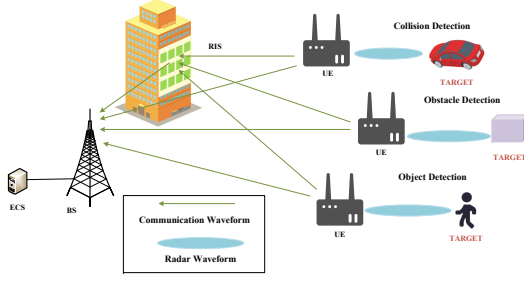 Collision Detection
RIS
UE
TARGET
Obstacle Detection
UE
TARGET
Object Detection
ECS
BS
UE
TARGET
Communication Waveform
Radar Waveform